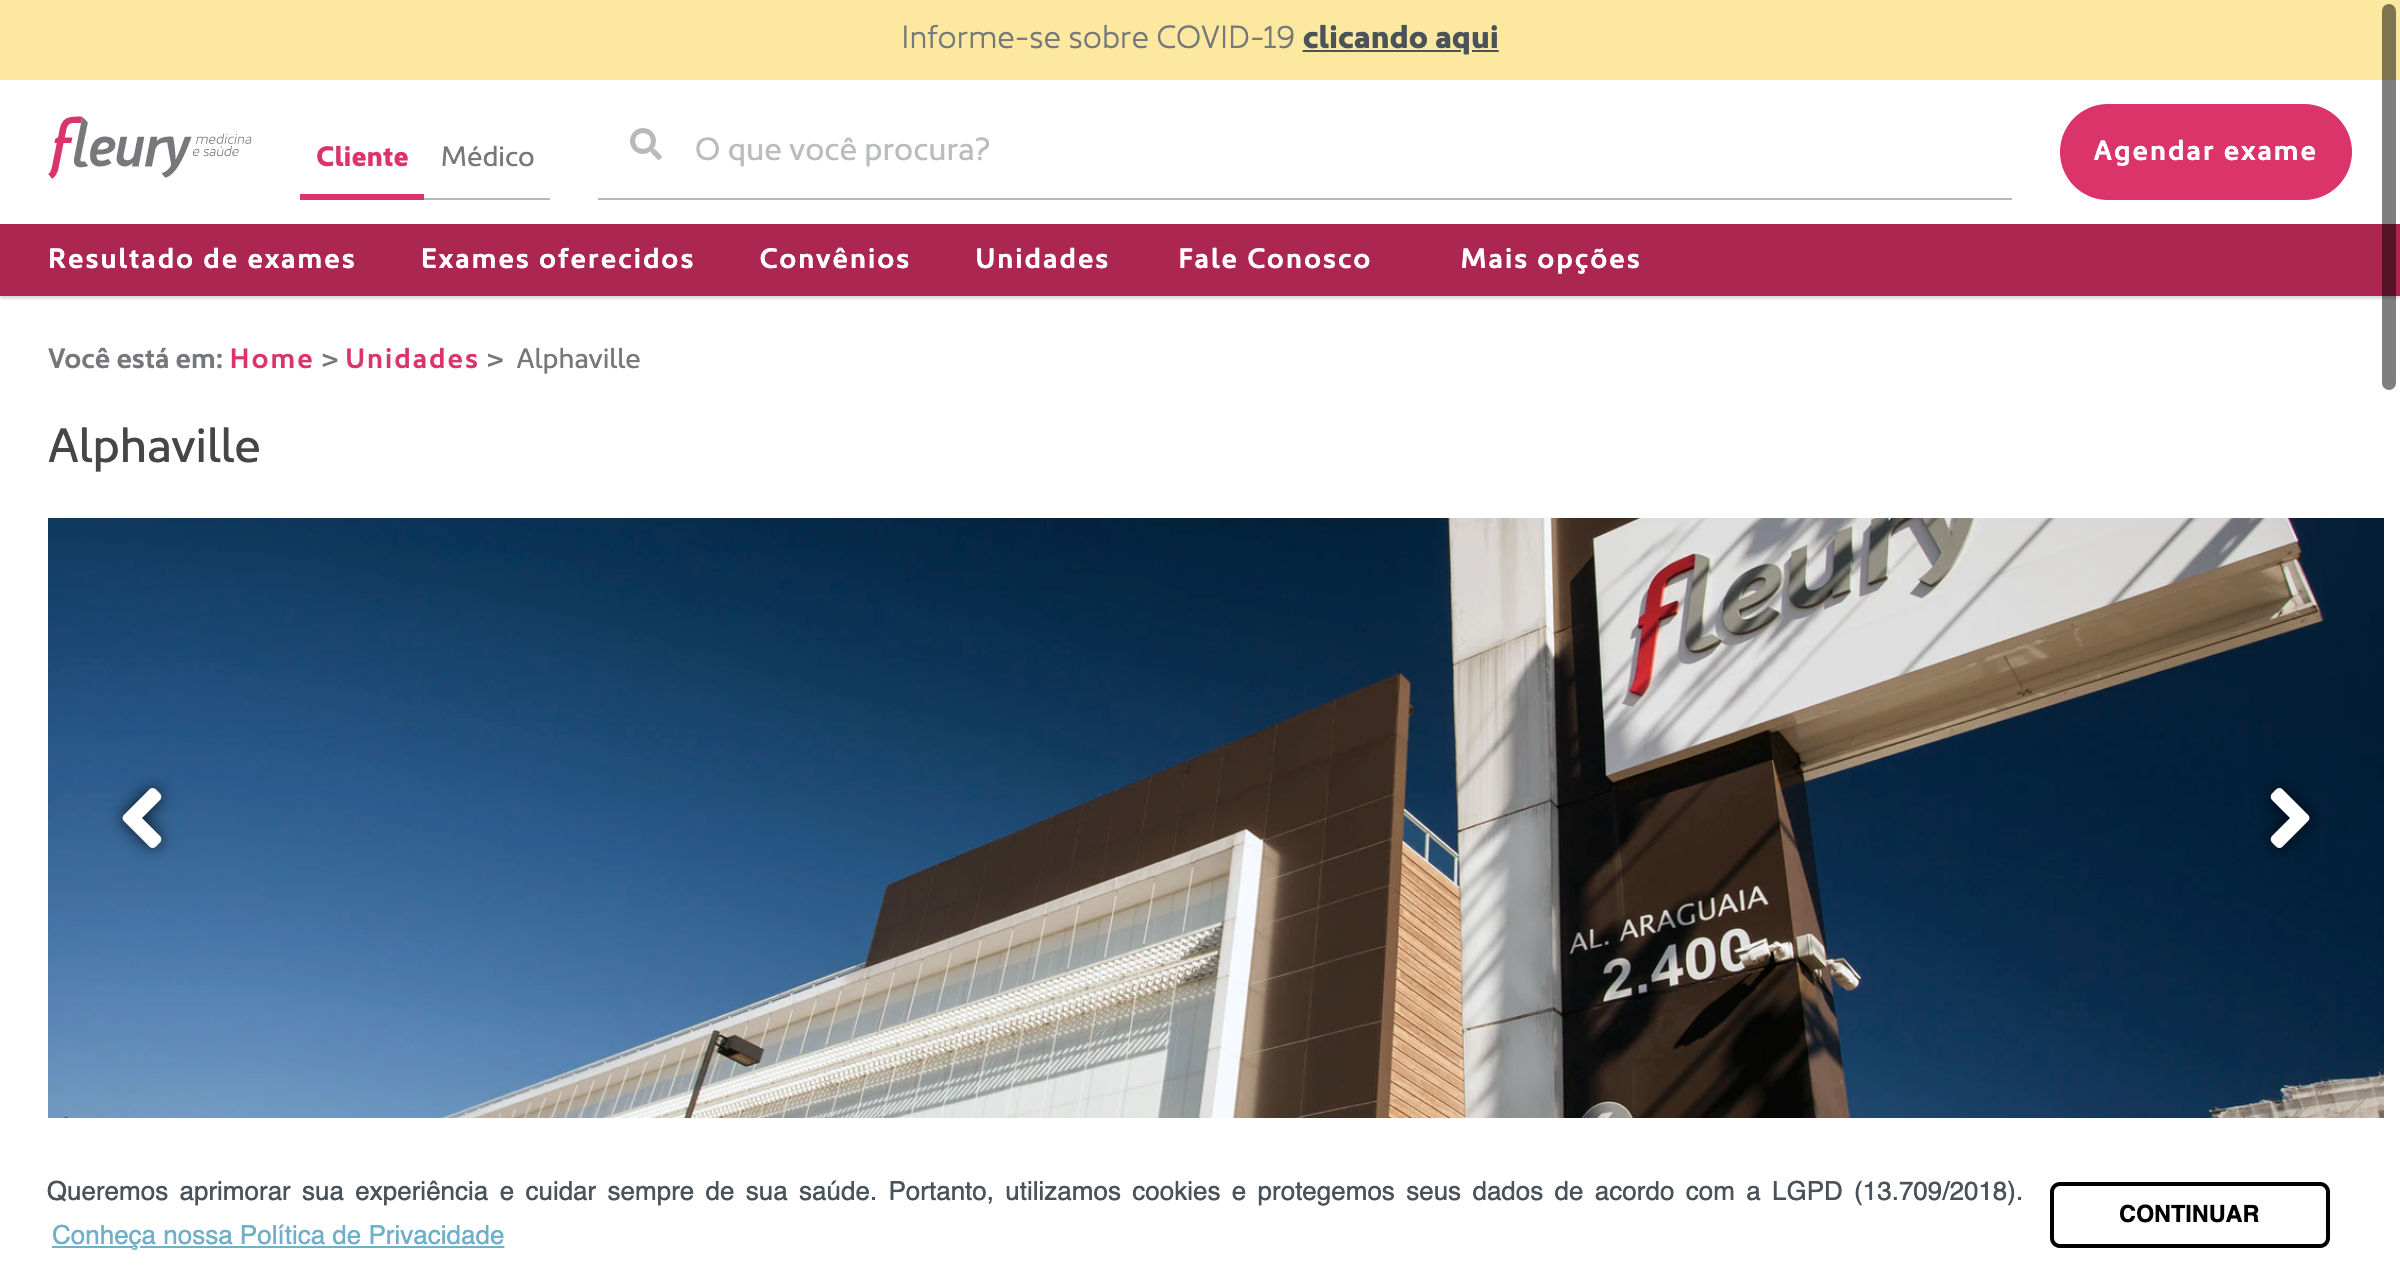 Informe-se sobre COVID-19 clicando aqui
fleury medicina e saúde
Cliente Médico O que você procura? Agendar exame
Resultado de exames Exames oferecidos Convênios Unidades Fale Conosco Mais opções
Você está em: Home > Unidades > Alphaville
Alphaville
fleury
AL. ARAGUAIA
2.400
Queremos aprimorar sua experiência e cuidar sempre de sua saúde. Portanto, utilizamos cookies e protegemos seus dados de acordo com a LGPD (13.709/2018).
Conheça nossa Política de Privacidade
CONTINUAR